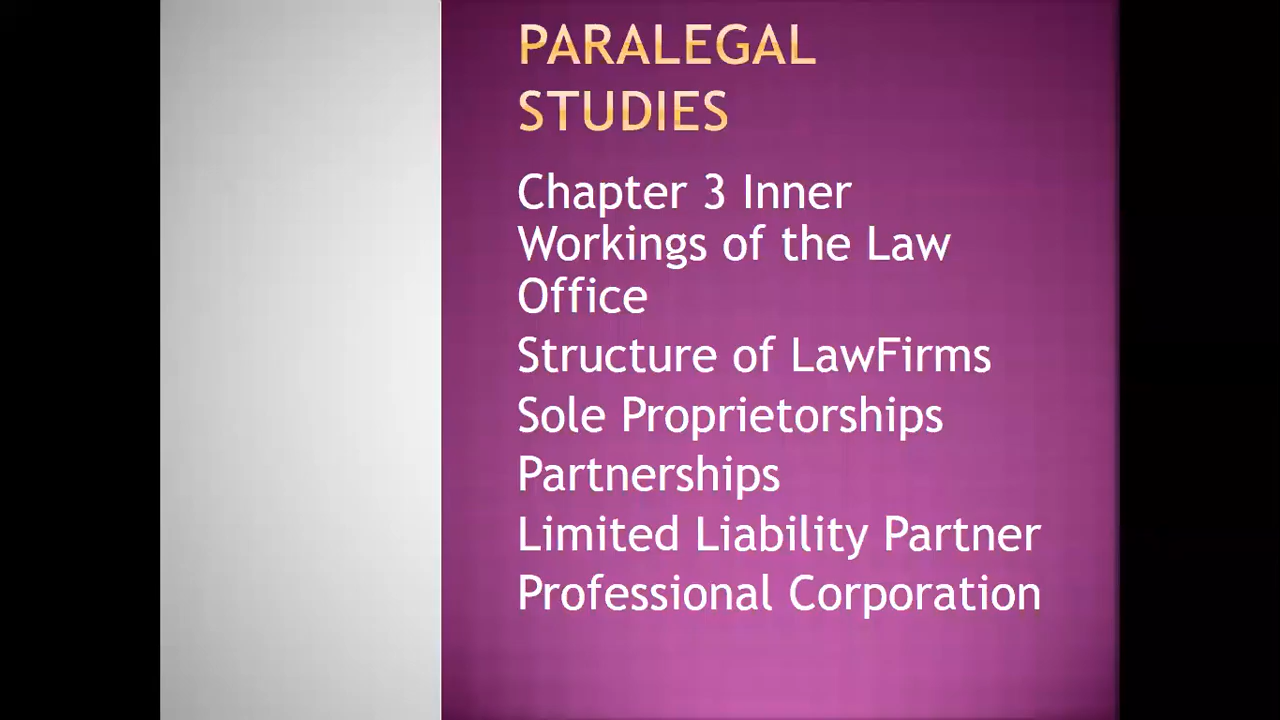 PARALEGAL
STUDIES
Chapter 3 Inner
Workings of the Law
Office
Structure of LawFirms
Sole Proprietorships
Partnerships
Limited Liability Partner
Professional Corporation